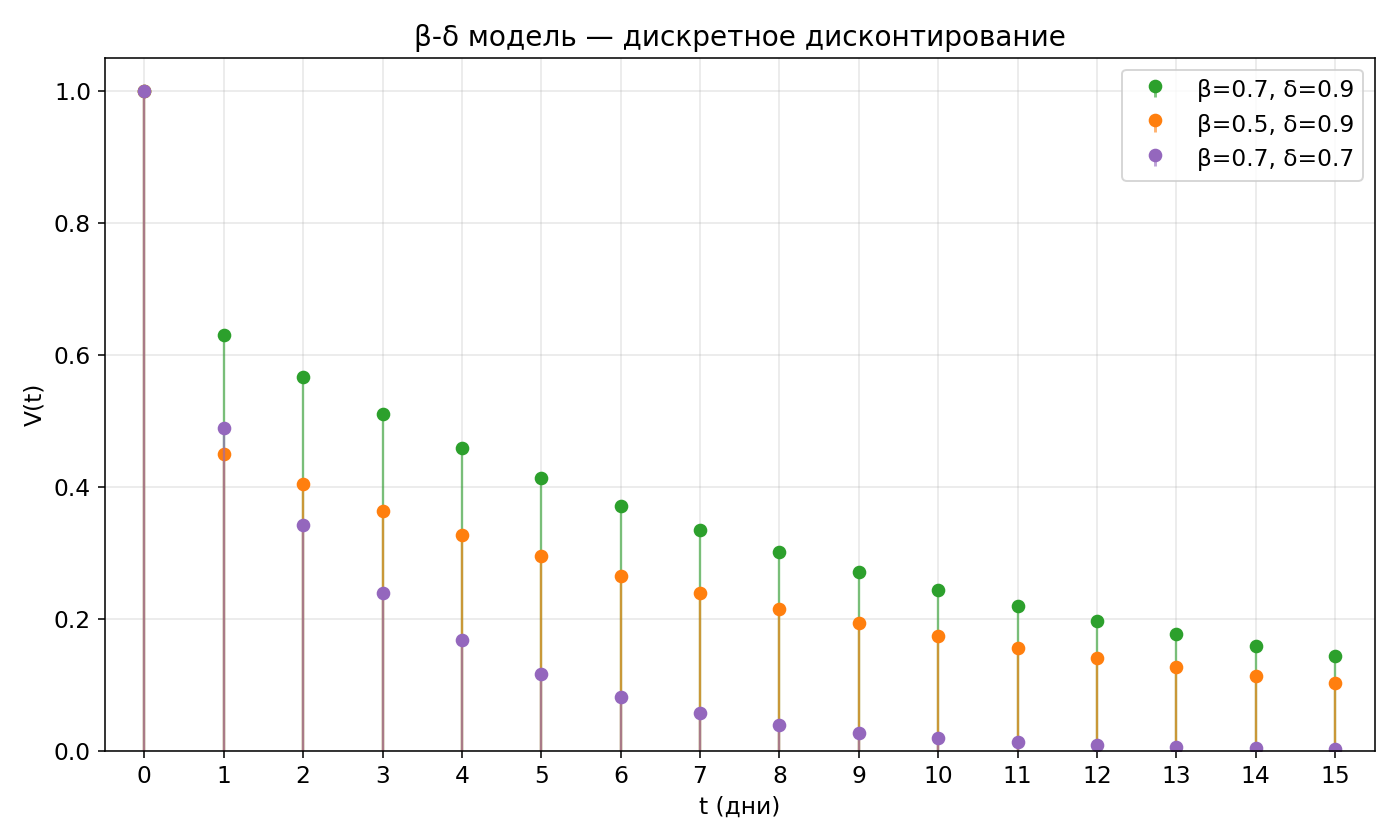 β-δ модель — дискретное дисконтирование
β=0.7, δ=0.9
β=0.5, δ=0.9
β=0.7, δ=0.7
V(t)
1.0
0.8
0.6
0.4
0.2
0.0
0 1 2 3 4 5 6 7 8 9 10 11 12 13 14 15
t (дни)